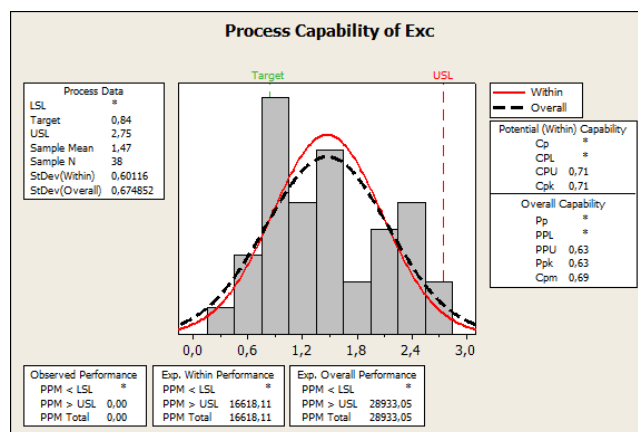 Process Capability of Exc
Target
USL
Process Data
LSL *
Target 0,84
USL 2,75
Sample Mean 1,47
Sample N 38
StDev(Within) 0,60116
StDev(Overall) 0,674852
Within
Overall
Potential (Within) Capability
Cp *
CPL *
CPU 0,71
Cpk 0,71
Overall Capability
Pp *
PPL *
PPU 0,63
Ppk 0,63
Cpm 0,69
0,0 0,6 1,2 1,8 2,4 3,0
Observed Performance
PPM < LSL *
PPM > USL 0,00
PPM Total 0,00
Exp. Within Performance
PPM < LSL *
PPM > USL 16618,11
PPM Total 16618,11
Exp. Overall Performance
PPM < LSL *
PPM > USL 28933,05
PPM Total 28933,05